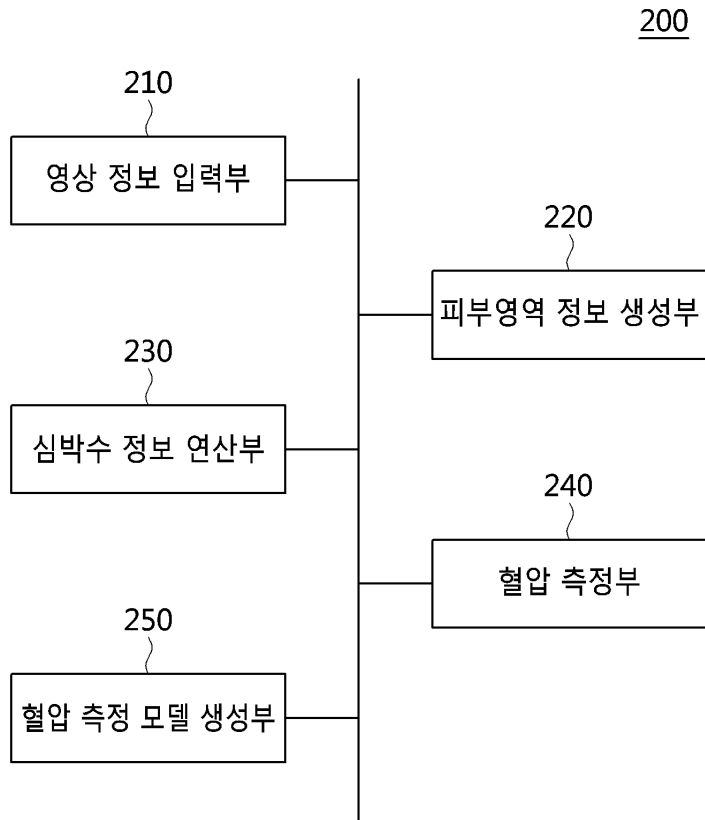 200
210
영상 정보 입력부
220
피부영역 정보 생성부
230
심박수 정보 연산부
240
혈압 측정부
250
혈압 측정 모델 생성부